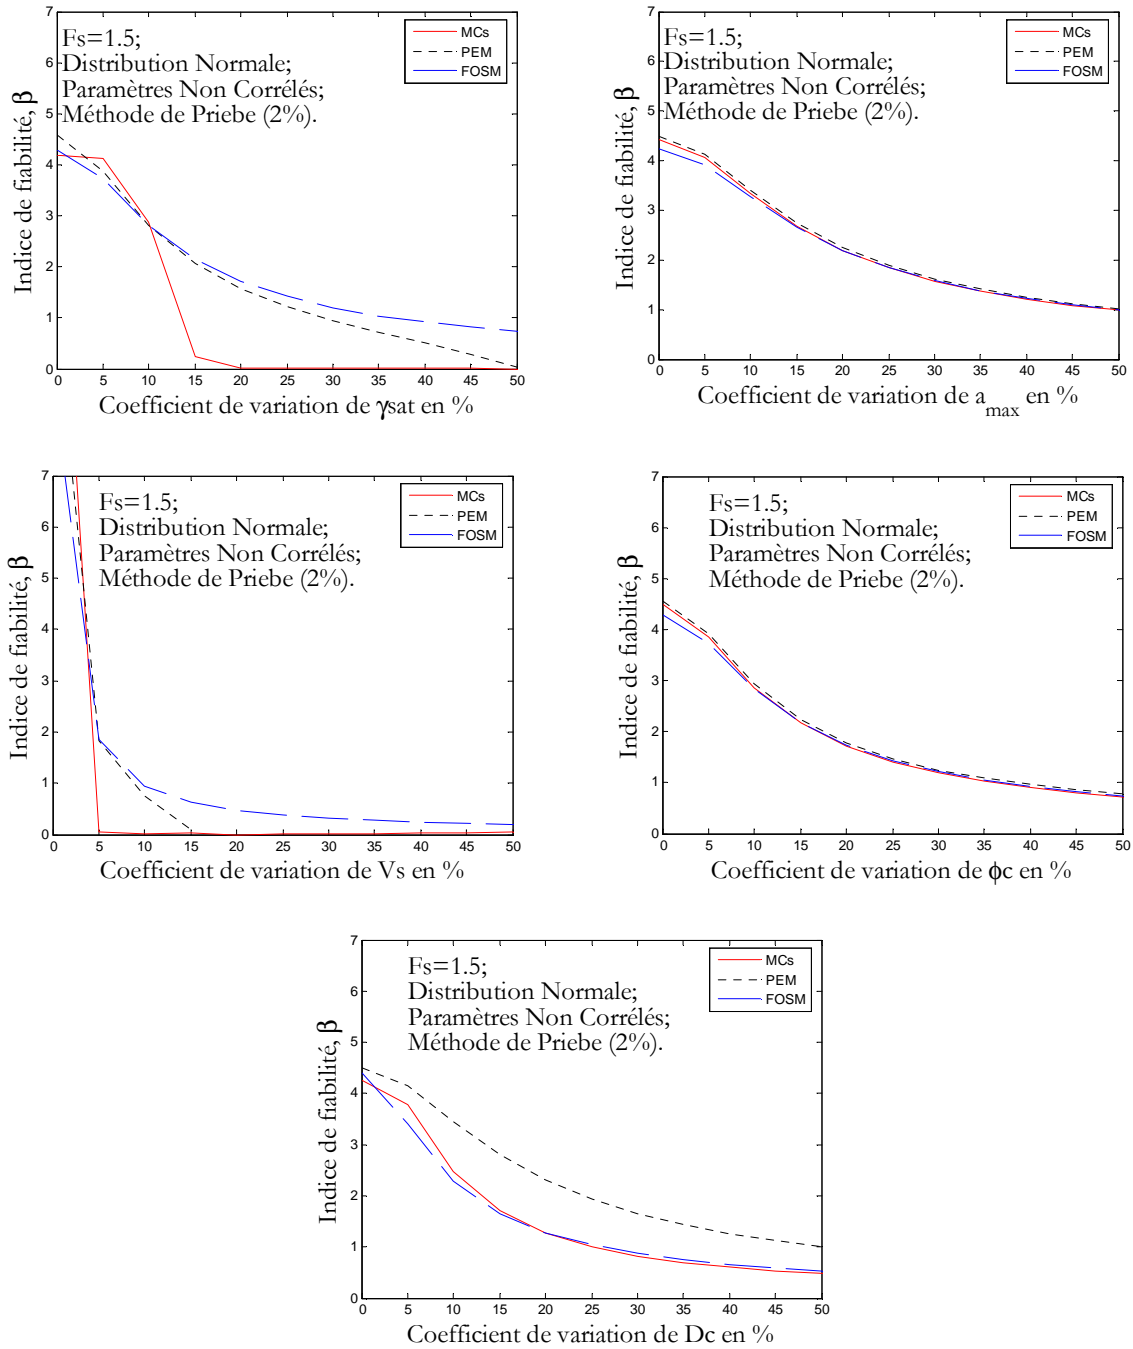 7
6
5
4
3
2
1
0
Indice de fiabilité, β
Fs=1.5;
Distribution Normale;
Paramètres Non Corrélés;
Méthode de Priebe (2%).
MCs
PEM
FOSM
0 5 10 15 20 25 30 35 40 45 50
Coefficient de variation de γsat en %
7
6
5
4
3
2
1
0
Indice de fiabilité, β
Fs=1.5;
Distribution Normale;
Paramètres Non Corrélés;
Méthode de Priebe (2%).
MCs
PEM
FOSM
0 5 10 15 20 25 30 35 40 45 50
Coefficient de variation de a_max en %
7
6
5
4
3
2
1
0
Indice de fiabilité, β
Fs=1.5;
Distribution Normale;
Paramètres Non Corrélés;
Méthode de Priebe (2%).
MCs
PEM
FOSM
0 5 10 15 20 25 30 35 40 45 50
Coefficient de variation de Vs en %
7
6
5
4
3
2
1
0
Indice de fiabilité, β
Fs=1.5;
Distribution Normale;
Paramètres Non Corrélés;
Méthode de Priebe (2%).
MCs
PEM
FOSM
0 5 10 15 20 25 30 35 40 45 50
Coefficient de variation de ϕc en %
7
6
5
4
3
2
1
0
Indice de fiabilité, β
Fs=1.5;
Distribution Normale;
Paramètres Non Corrélés;
Méthode de Priebe (2%).
MCs
PEM
FOSM
0 5 10 15 20 25 30 35 40 45 50
Coefficient de variation de Dc en %